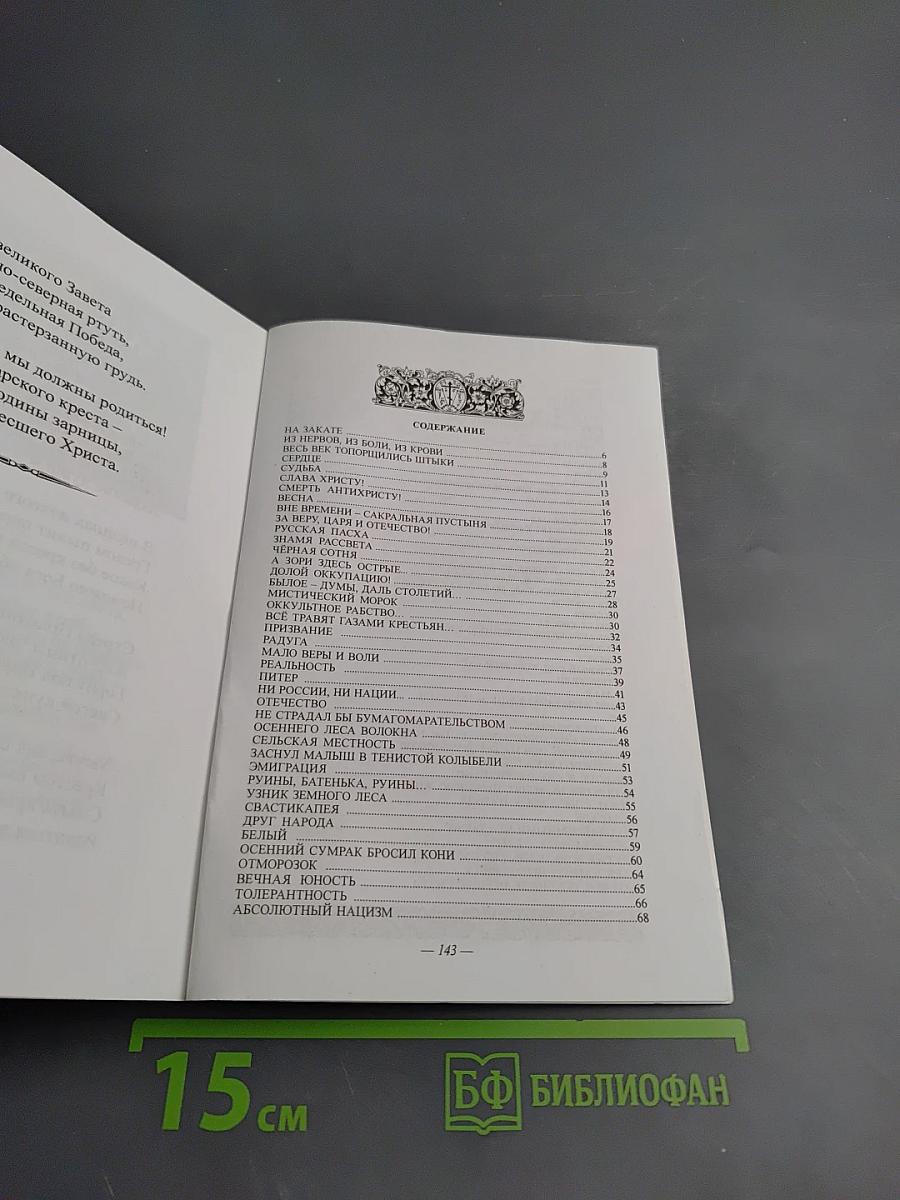 великого Завета
но-северная ртуть,
едельная Победа,
растерзанную грудь.
мы должны родиться!
арского креста –
одины зарницы,
есшего Христа.
СОДЕРЖАНИЕ
НА ЗАКАТЕ 6
ИЗ НЕРВОВ, ИЗ БОЛИ, ИЗ КРОВИ 8
ВЕСЬ ВЕК ТОПОРЩИЛИСЬ ШТЫКИ 9
СЕРДЦЕ 11
СУДЬБА 13
СЛАВА ХРИСТУ! 14
СМЕРТЬ АНТИХРИСТУ! 16
ВЕСНА 17
ВНЕ ВРЕМЕНИ – САКРАЛЬНАЯ ПУСТЫНЯ 18
ЗА ВЕРУ, ЦАРЯ И ОТЕЧЕСТВО! 19
РУССКАЯ ПАСХА 21
ЗНАМЯ РАССВЕТА 22
ЧЁРНАЯ СОТНЯ 24
А ЗОРИ ЗДЕСЬ ОСТРЫЕ... 25
ДОЛОЙ ОККУПАЦИЮ! 27
БЫЛОЕ – ДУМЫ, ДАЛЬ СТОЛЕТИЙ... 28
МИСТИЧЕСКИЙ МОРОК 30
ОККУЛЬТНОЕ РАБСТВО... 30
ВСЁ ТРАВЯТ ГАЗАМИ КРЕСТЬЯН... 32
ПРИЗВАНИЕ 34
РАДУГА 35
МАЛО ВЕРЫ И ВОЛИ 37
РЕАЛЬНОСТЬ 39
ПИТЕР 41
НИ РОССИИ, НИ НАЦИИ... 43
ОТЕЧЕСТВО 45
НЕ СТРАДАЛ БЫ БУМАГОМАРАТЕЛЬСТВОМ 46
ОСЕННЕГО ЛЕСА ВОЛОКНА 48
СЕЛЬСКАЯ МЕСТНОСТЬ 49
ЗАСНУЛ МАЛЫШ В ТЕНИСТОЙ КОЛЫБЕЛИ 51
ЭМИГРАЦИЯ 53
РУИНЫ, БАТЕНЬКА, РУИНЫ... 54
УЗНИК ЗЕМНОГО ЛЕСА 55
СВАСТИКАПЕЯ 56
ДРУГ НАРОДА 57
БЕЛЫЙ 59
ОСЕННИЙ СУМРАК БРОСИЛ КОНИ 60
ОТМОРОЗОК 64
ВЕЧНАЯ ЮНОСТЬ 65
ТОЛЕРАНТНОСТЬ 66
АБСОЛЮТНЫЙ НАЦИЗМ 68
— 143 —
15 см
БФ БИБЛИОФАН